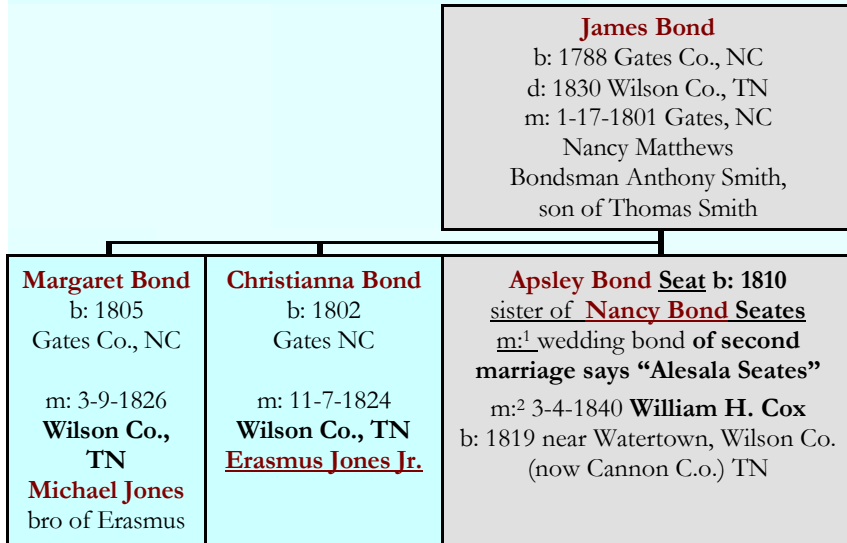 James Bond
b: 1788 Gates Co., NC
d: 1830 Wilson Co., TN
m: 1-17-1801 Gates, NC
Nancy Matthews
Bondsman Anthony Smith,
son of Thomas Smith
Margaret Bond
b: 1805
Gates Co., NC
m: 3-9-1826
Wilson Co.,
TN
Michael Jones
bro of Erasmus
Christianna Bond
b: 1802
Gates NC
m: 11-7-1824
Wilson Co., TN
Erasmus Jones Jr.
Apsley Bond Seat b: 1810
sister of Nancy Bond Seates
m:¹ wedding bond of second
marriage says “Alesala Seates”
m:² 3-4-1840 William H. Cox
b: 1819 near Watertown, Wilson Co.
(now Cannon C.o.) TN